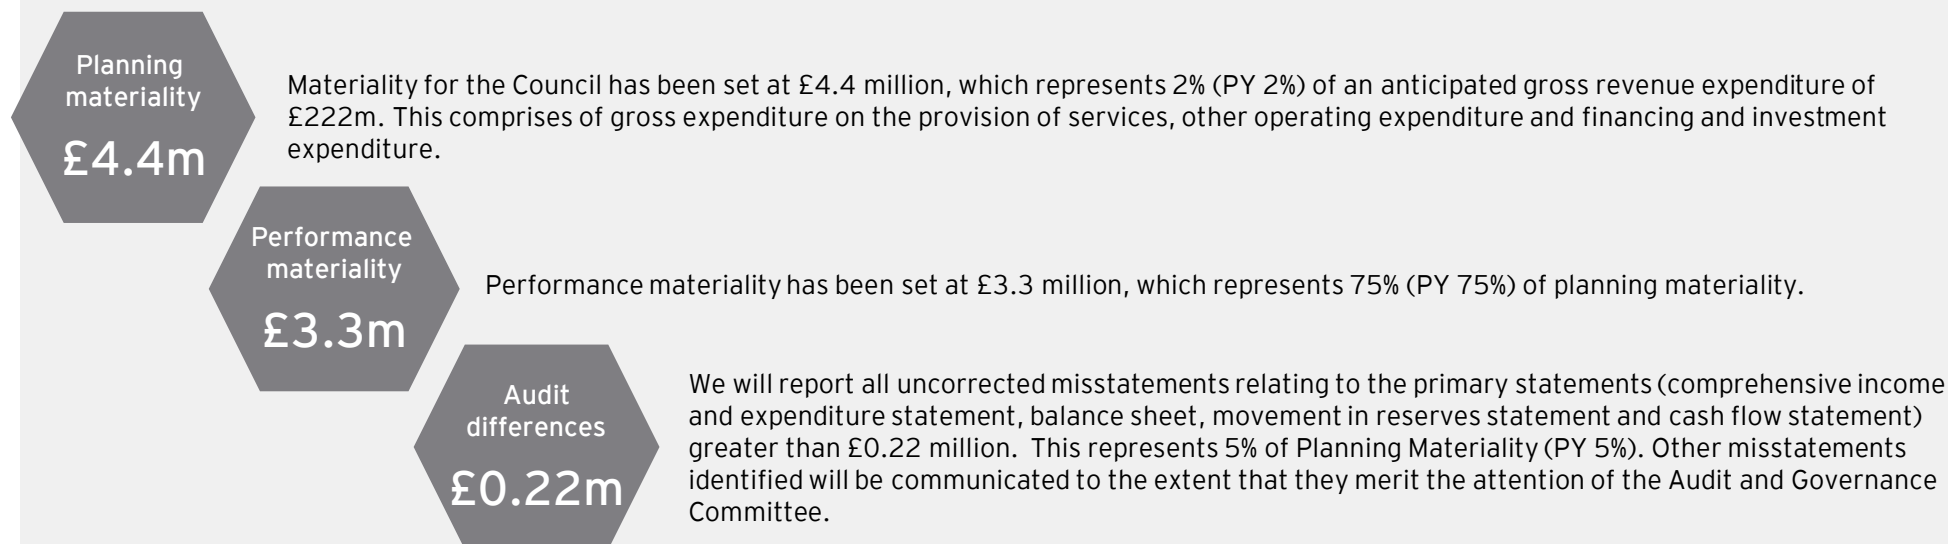 Planning
materiality
£4.4m
Materiality for the Council has been set at £4.4 million, which represents 2% (PY 2%) of an anticipated gross revenue expenditure of
£222m. This comprises of gross expenditure on the provision of services, other operating expenditure and financing and investment
expenditure.
Performance
materiality
£3.3m
Performance materiality has been set at £3.3 million, which represents 75% (PY 75%) of planning materiality.
Audit
differences
£0.22m
We will report all uncorrected misstatements relating to the primary statements (comprehensive income
and expenditure statement, balance sheet, movement in reserves statement and cash flow statement)
greater than £0.22 million. This represents 5% of Planning Materiality (PY 5%). Other misstatements
identified will be communicated to the extent that they merit the attention of the Audit and Governance
Committee.